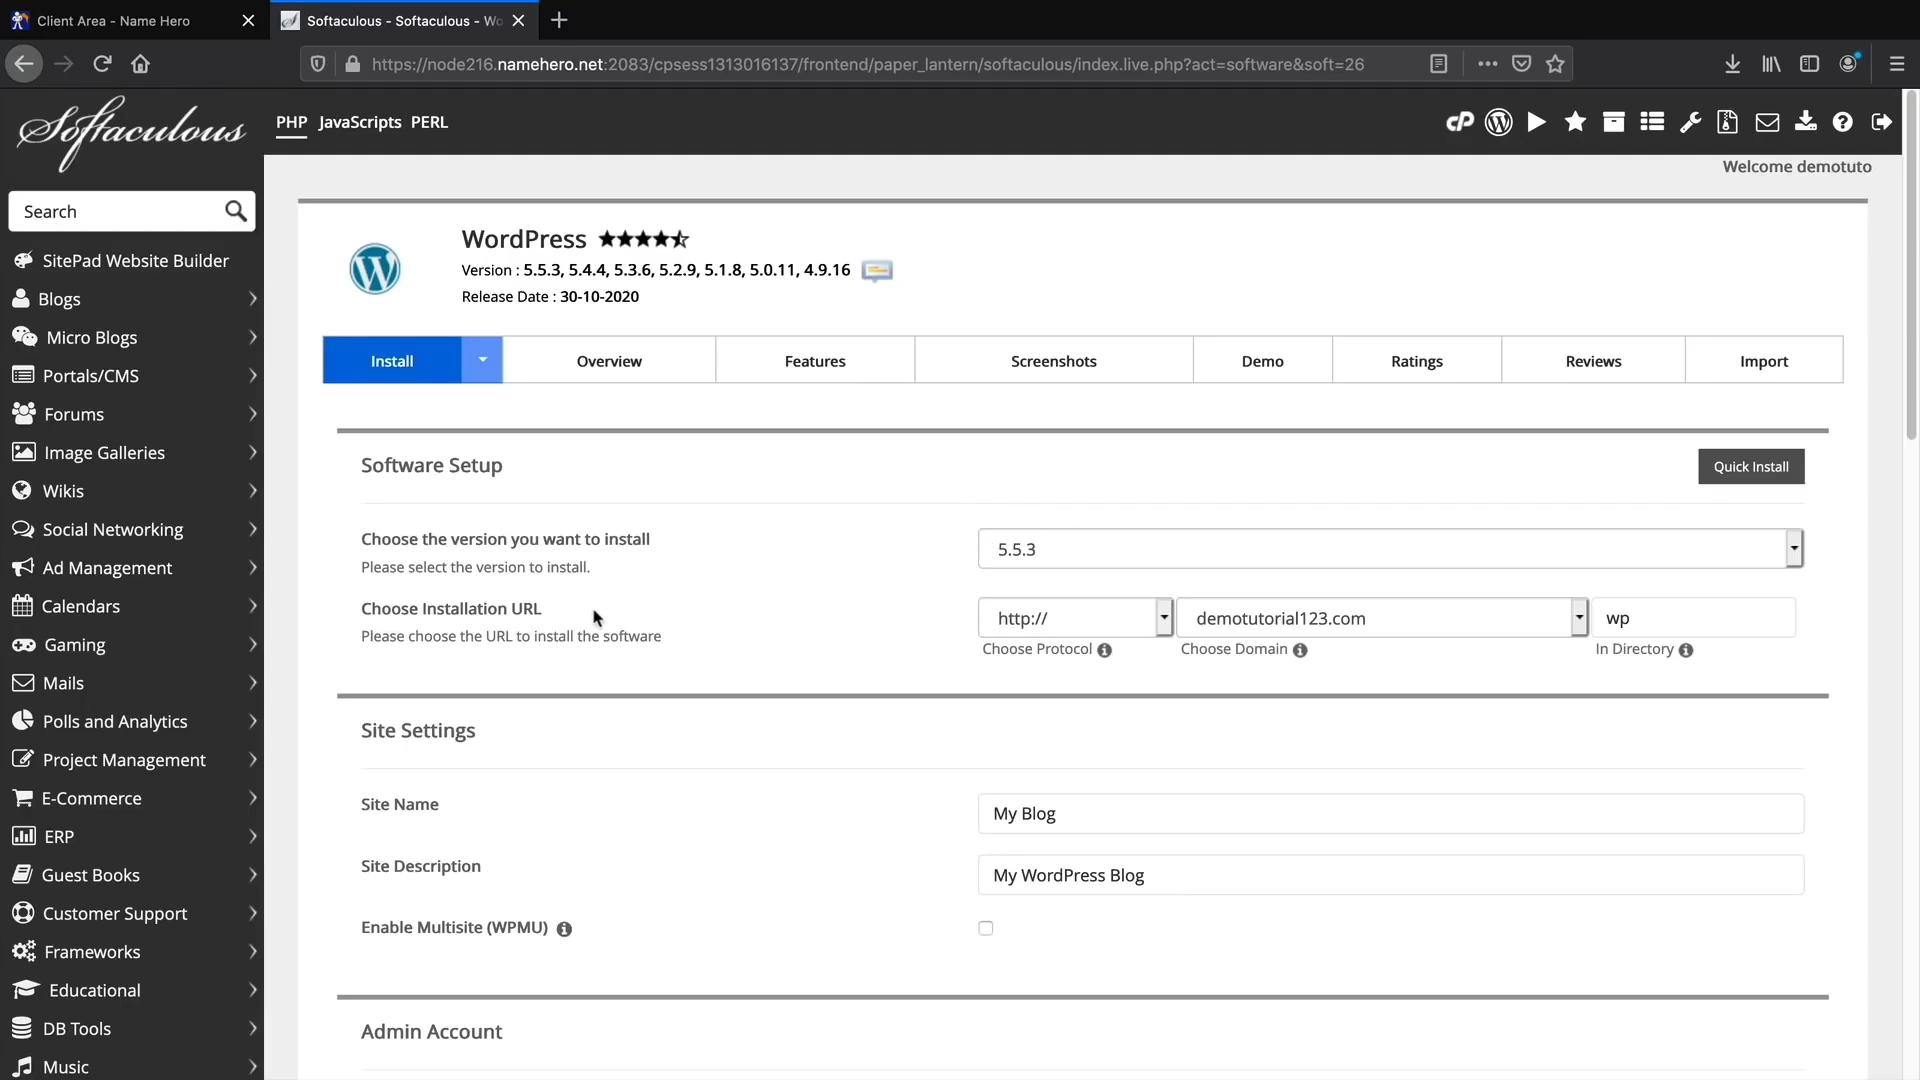 Client Area - Name Hero
Softaculous - Softaculous - Wo
https://node216.namehero.net:2083/cpsess1313016137/frontend/paper_lantern/softaculous/index.live.php?act=software&soft=26
Softaculous
PHP JavaScripts PERL
cP
Welcome demotuto
Search
SitePad Website Builder
Blogs
Micro Blogs
Portals/CMS
Forums
Image Galleries
Wikis
Social Networking
Ad Management
Calendars
Gaming
Mails
Polls and Analytics
Project Management
E-Commerce
ERP
Guest Books
Customer Support
Frameworks
Educational
DB Tools
Music
WordPress
Version : 5.5.3, 5.4.4, 5.3.6, 5.2.9, 5.1.8, 5.0.11, 4.9.16
Release Date : 30-10-2020
Install Overview Features Screenshots Demo Ratings Reviews Import
Software Setup
Quick Install
Choose the version you want to install
Please select the version to install.
5.5.3
Choose Installation URL
Please choose the URL to install the software
http:// demotutorial123.com wp
Choose Protocol Choose Domain In Directory
Site Settings
Site Name
My Blog
Site Description
My WordPress Blog
Enable Multisite (WPMU)
Admin Account